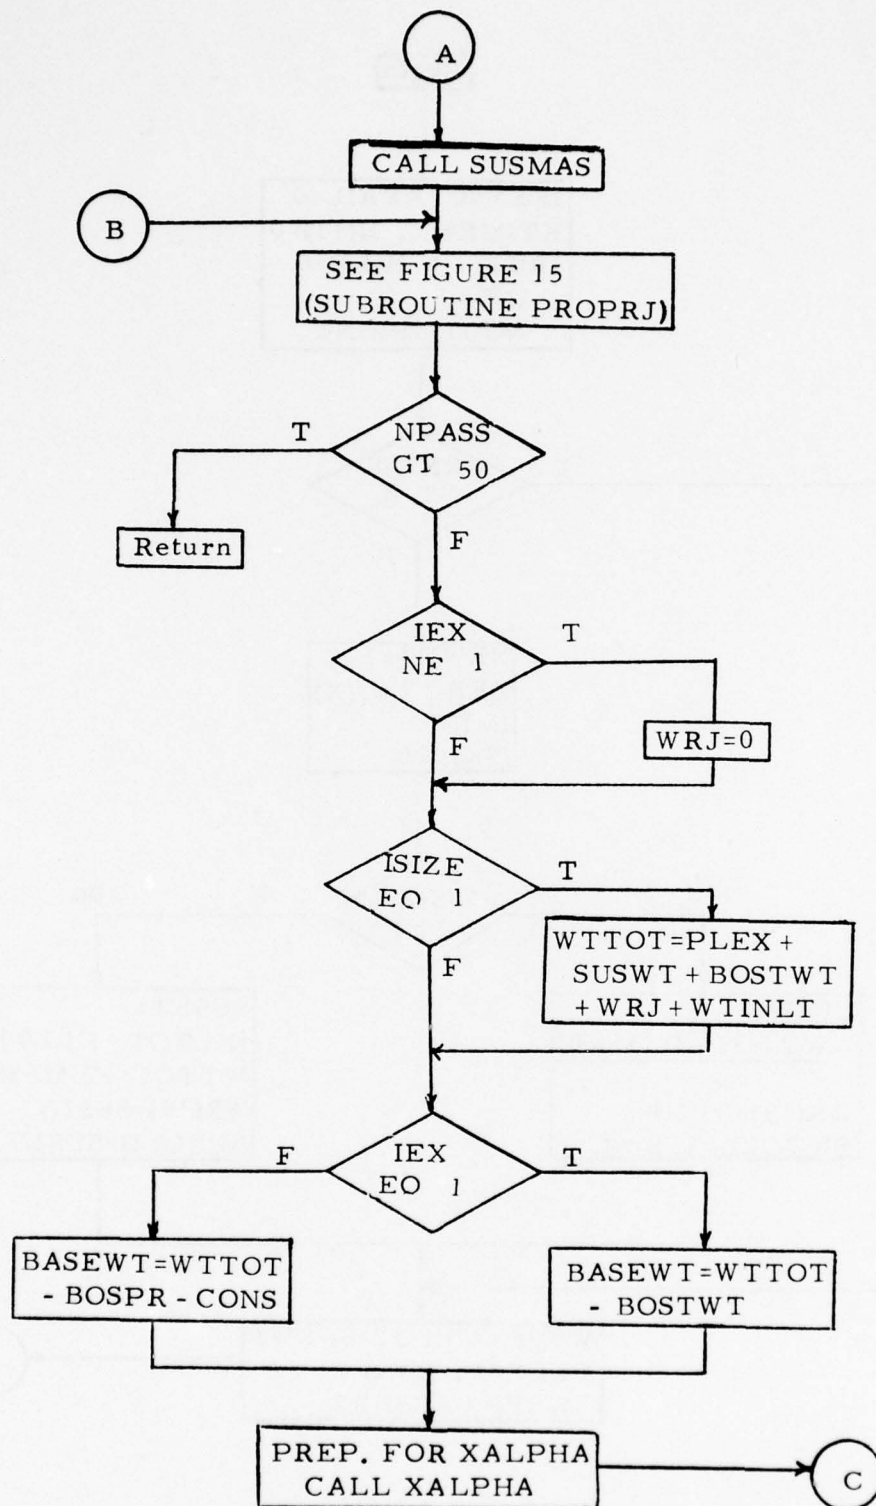 A
CALL SUSMAS
B
SEE FIGURE 15
(SUBROUTINE PROPRJ)
T
NPASS
GT 50
Return
F
IEX
NE 1
T
F
WRJ=0
ISIZE
EQ 1
T
WTTOT=PLEX +
SUSWT + BOSTWT
+WRJ+WTINLT
F
F
IEX
EQ 1
T
BASEWT=WTTOT
- BOSPR - CONS
BASEWT=WTTOT
- BOSTWT
PREP. FOR XALPHA
CALL XALPHA
C